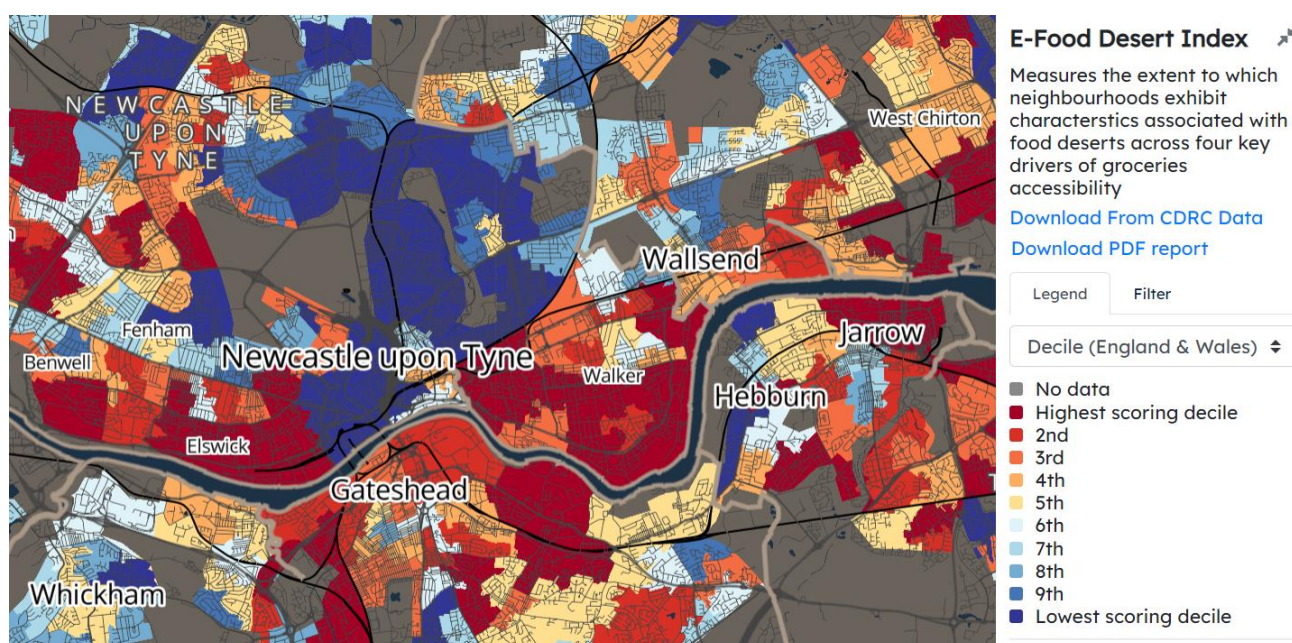 NEWCASTLE
UPON
TYNE
West Chirton
Wallsend
Fenham
Benwell
Newcastle upon Tyne
Walker
Jarrow
Hebburn
Elswick
Gateshead
Whickham
E-Food Desert Index
Measures the extent to which
neighbourhoods exhibit
characterstics associated with
food deserts across four key
drivers of groceries
accessibility
Download From CDRC Data
Download PDF report
Legend Filter
Decile (England & Wales)
No data
Highest scoring decile
2nd
3rd
4th
5th
6th
7th
8th
9th
Lowest scoring decile